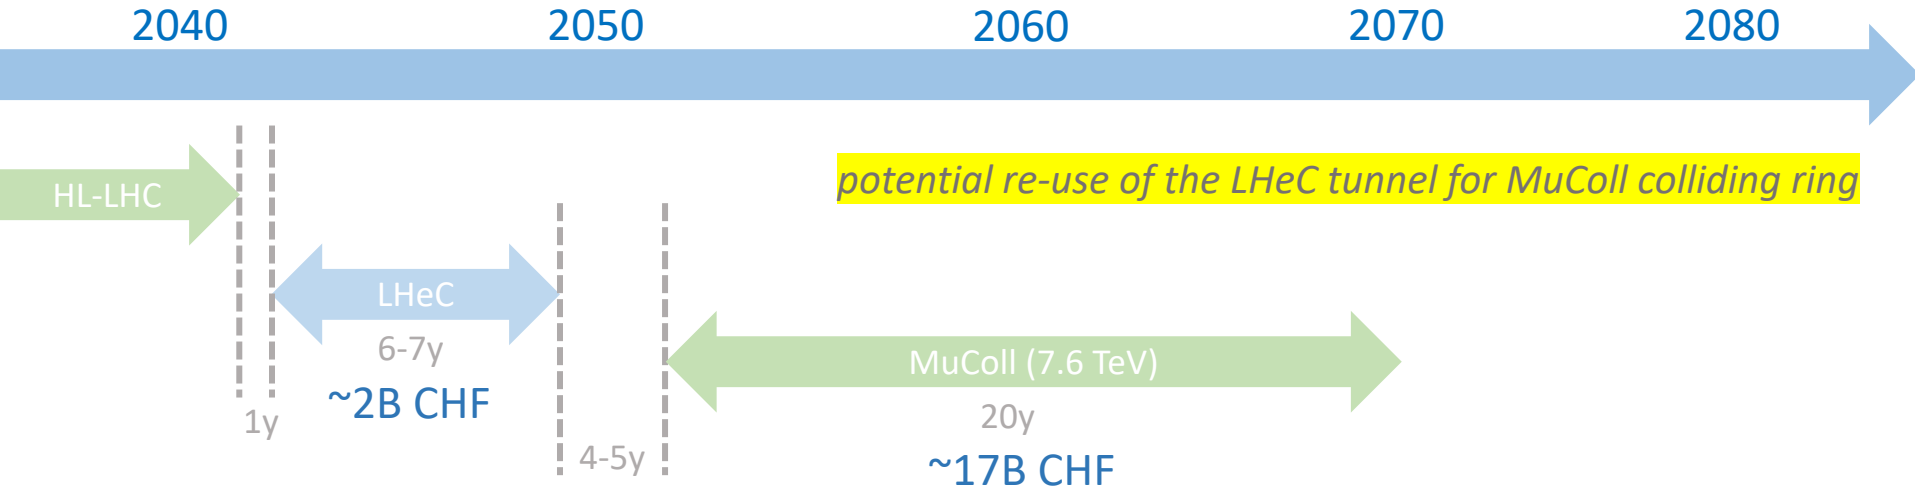 2040 2050 2060 2070 2080
potential re-use of the LHeC tunnel for MuColl colliding ring
HL-LHC
LHeC
6-7y
~2B CHF
1y
4-5y
MuColl (7.6 TeV)
20y
~17B CHF